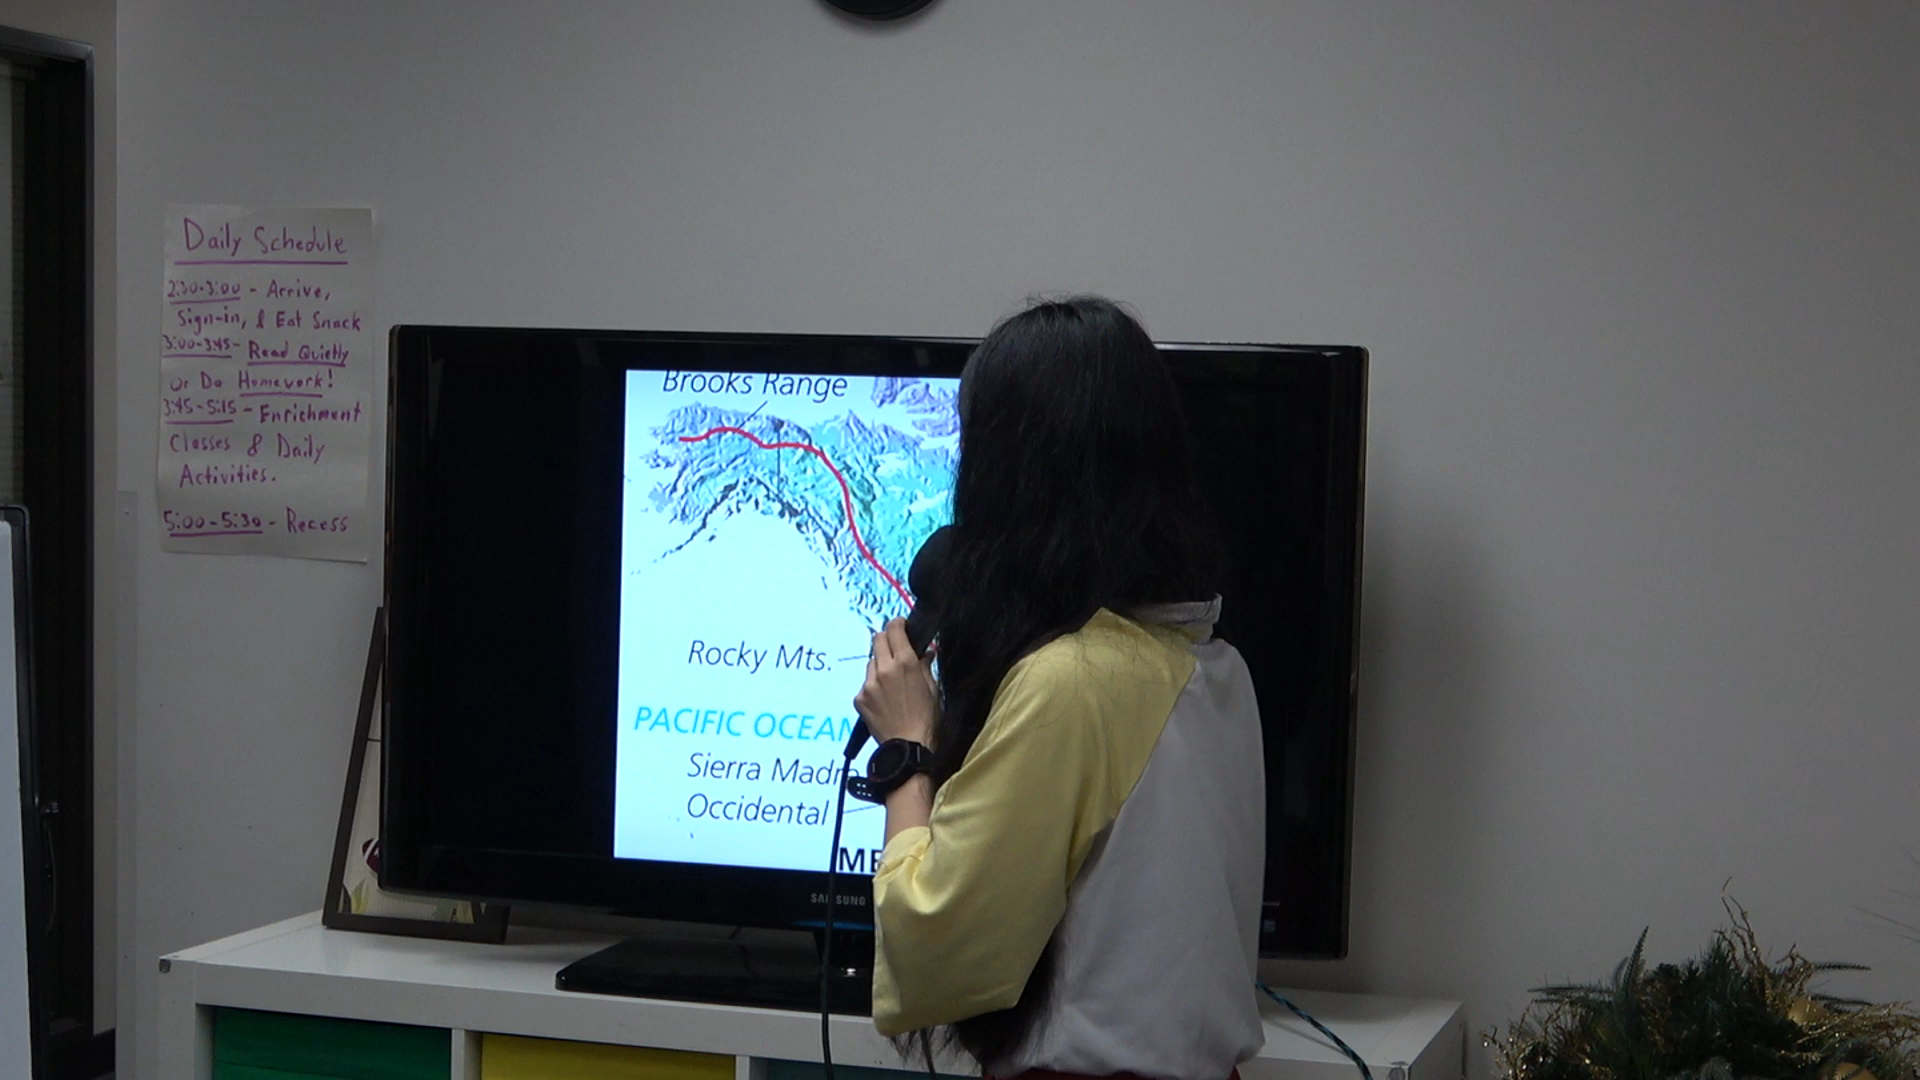 Daily Schedule
2:30-3:00 - Arrive,
Sign-in, & Eat Snack
3:00-3:45- Read Quietly
or Do Homework!
3:45-5:15 - Enrichment
Classes & Daily
Activities.
5:00-5:30 - Recess
Brooks Range
Rocky Mts.
PACIFIC OCEAN
Sierra Madre
Occidental
ME
SAMSUNG